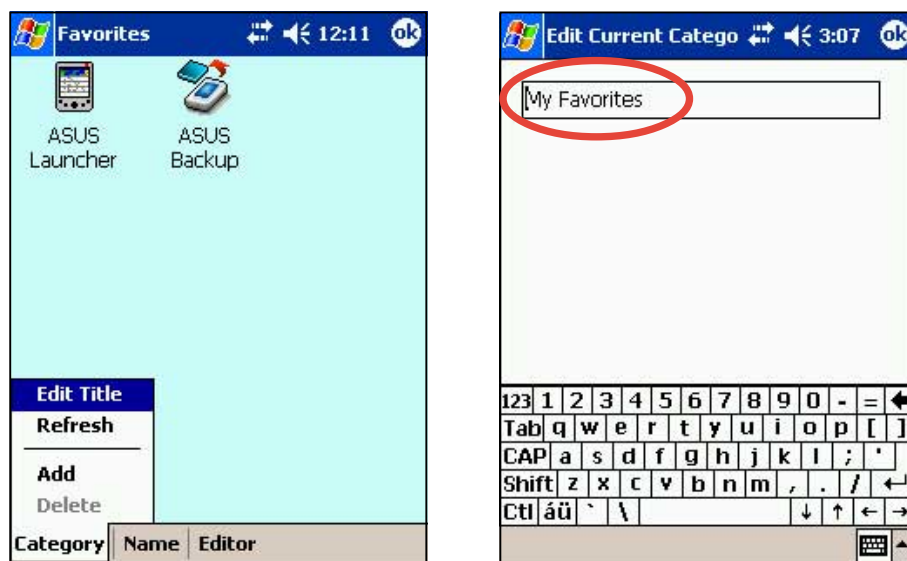 Favorites 12:11 ok
ASUS Launcher
ASUS Backup
Edit Title
Refresh
Add
Delete
Category Name Editor
Edit Current Catego 3:07 ok
My Favorites
123 1 2 3 4 5 6 7 8 9 0 - =
Tab q w e r t y u i o p [ ]
CAP a s d f g h j k l ; '
Shift z x c v b n m , . /
Ctl áü ` \ ↓ ↑ ← →